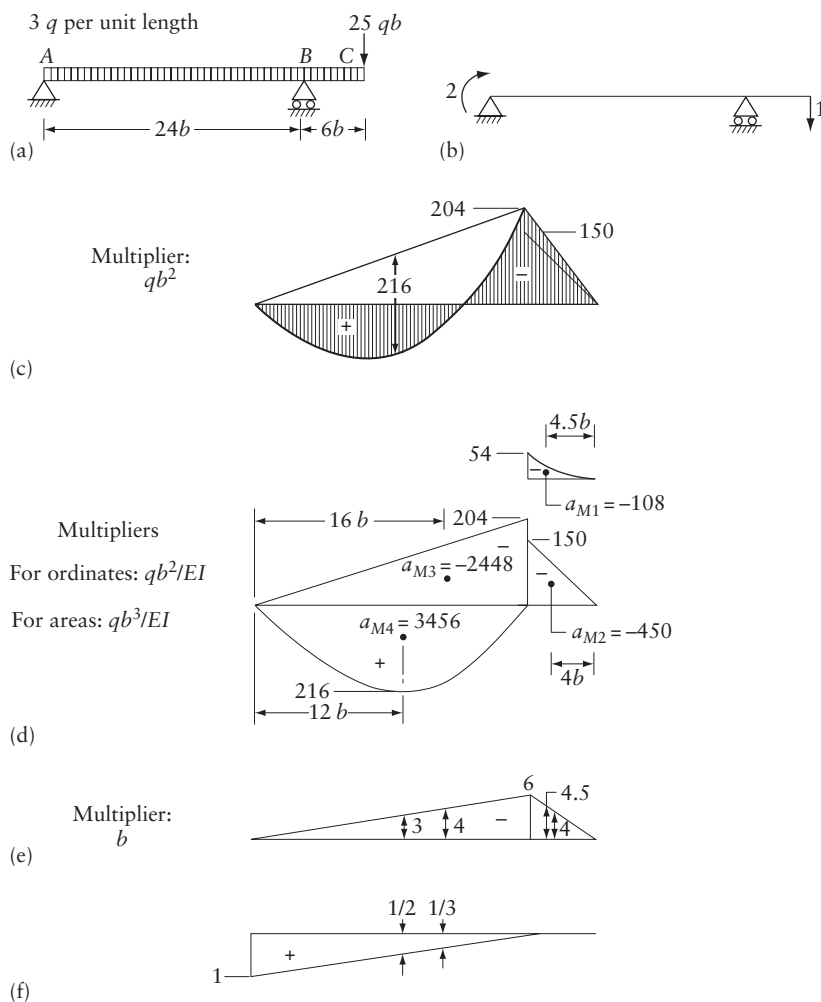 3 q per unit length
25 qb
A
B
C
24b
6b
(a)
2
1
(b)
204
150
Multiplier:
qb²
216
−
+
(c)
4.5b
54
−
a_M1 = −108
16 b
204
150
Multipliers
−
a_M3 = −2448
−
For ordinates: qb²/EI
a_M4 = 3456
For areas: qb³/EI
a_M2 = −450
+
4b
216
12 b
(d)
6
4.5
Multiplier:
b
3
4
−
4
(e)
1/2
1/3
+
1
(f)